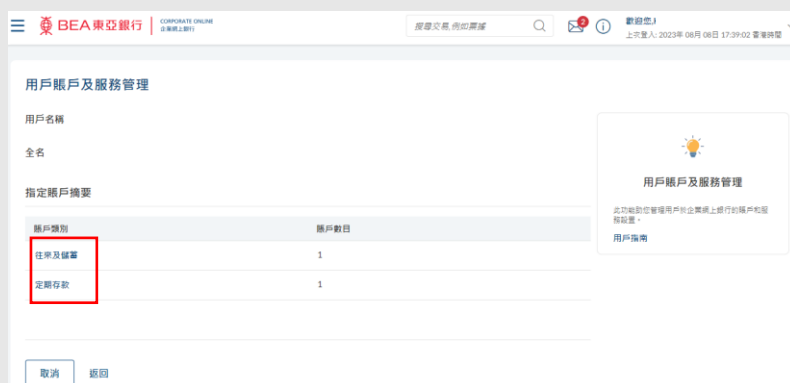 BEA東亞銀行
CORPORATE ONLINE
企業網上銀行
搜尋交易,例如票據
2
歡迎您,
上次登入: 2023年 08月 08日 17:39:02 香港時間
用戶賬戶及服務管理
用戶名稱
全名
指定賬戶摘要
賬戶類別 賬戶數目
往來及儲蓄 1
定期存款 1
取消 返回
用戶賬戶及服務管理
此功能助您管理用戶於企業網上銀行的賬戶和服
務設置。
用戶指南